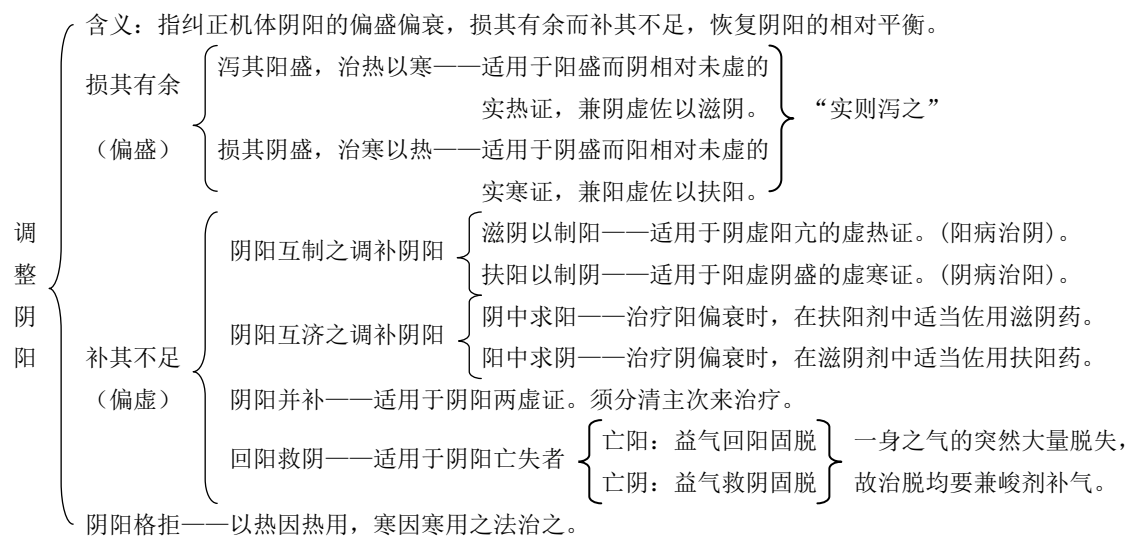 调整阴阳
含义：指纠正机体阴阳的偏盛偏衰，损其有余而补其不足，恢复阴阳的相对平衡。
损其有余
（偏盛）
泻其阳盛，治热以寒——适用于阳盛而阴相对未虚的
实热证，兼阴虚佐以滋阴。
损其阴盛，治寒以热——适用于阴盛而阳相对未虚的
实寒证，兼阳虚佐以扶阳。
“实则泻之”
补其不足
（偏虚）
阴阳互制之调补阴阳
滋阴以制阳——适用于阴虚阳亢的虚热证。(阳病治阴)。
扶阳以制阴——适用于阳虚阴盛的虚寒证。(阴病治阳)。
阴阳互济之调补阴阳
阴中求阳——治疗阳偏衰时，在扶阳剂中适当佐用滋阴药。
阳中求阴——治疗阴偏衰时，在滋阴剂中适当佐用扶阳药。
阴阳并补——适用于阴阳两虚证。须分清主次来治疗。
回阳救阴——适用于阴阳亡失者
亡阳：益气回阳固脱
亡阴：益气救阴固脱
一身之气的突然大量脱失，
故治脱均要兼峻剂补气。
阴阳格拒——以热因热用，寒因寒用之法治之。